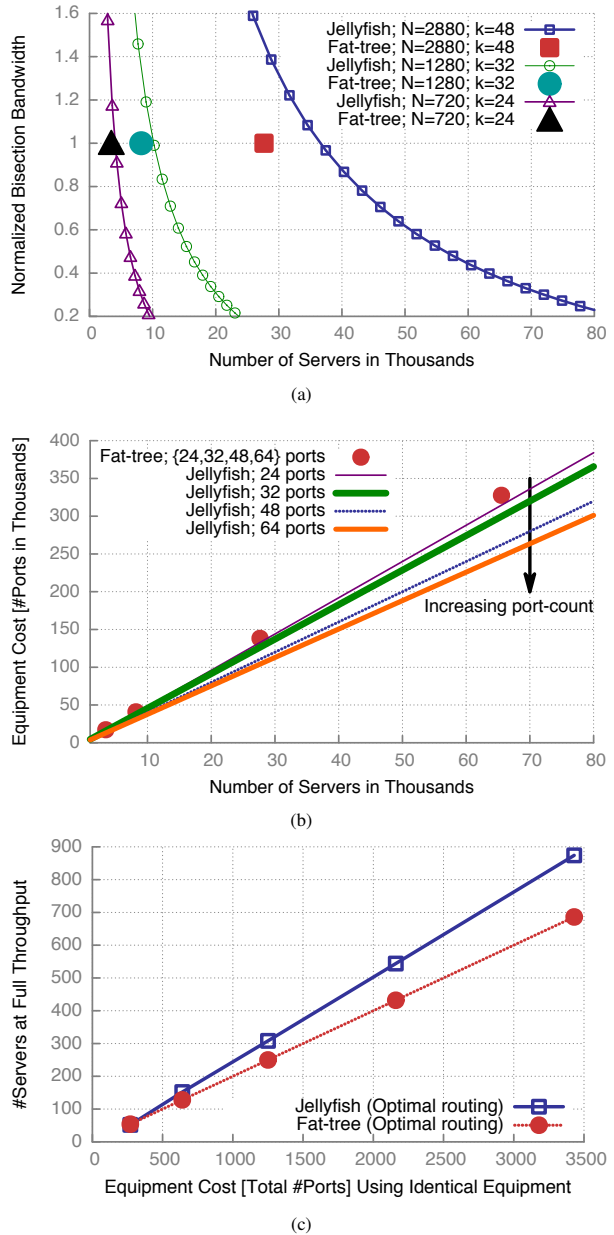 1.6
1.4
1.2
1
0.8
0.6
0.4
0.2
Normalized Bisection Bandwidth
Jellyfish; N=2880; k=48
Fat-tree; N=2880; k=48
Jellyfish; N=1280; k=32
Fat-tree; N=1280; k=32
Jellyfish; N=720; k=24
Fat-tree; N=720; k=24
0 10 20 30 40 50 60 70 80
Number of Servers in Thousands
(a)
400
350
300
250
200
150
100
50
0
Equipment Cost [#Ports in Thousands]
Fat-tree; {24,32,48,64} ports
Jellyfish; 24 ports
Jellyfish; 32 ports
Jellyfish; 48 ports
Jellyfish; 64 ports
Increasing port-count
10 20 30 40 50 60 70 80
Number of Servers in Thousands
(b)
900
800
700
600
500
400
300
200
100
0
#Servers at Full Throughput
Jellyfish (Optimal routing)
Fat-tree (Optimal routing)
0 500 1000 1500 2000 2500 3000 3500
Equipment Cost [Total #Ports] Using Identical Equipment
(c)